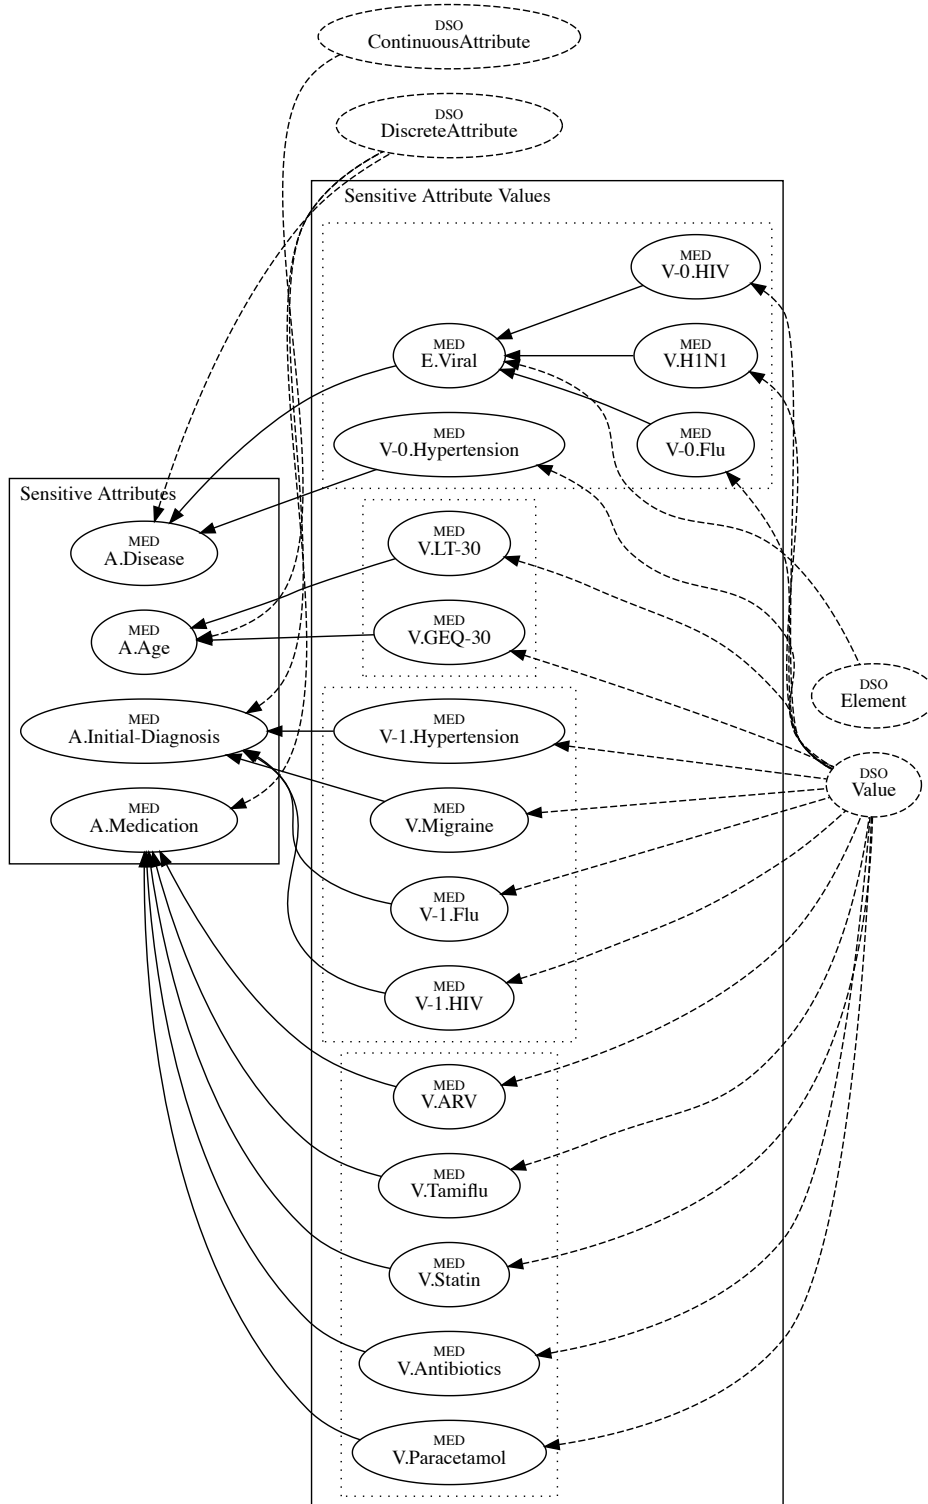 DSO
ContinuousAttribute
DSO
DiscreteAttribute
Sensitive Attribute Values
MED
V-0.HIV
MED
E.Viral
MED
V.H1N1
MED
V-0.Hypertension
MED
V-0.Flu
Sensitive Attributes
MED
A.Disease
MED
V.LT-30
MED
A.Age
MED
V.GEQ-30
DSO
Element
MED
A.Initial-Diagnosis
MED
V-1.Hypertension
DSO
Value
MED
A.Medication
MED
V.Migraine
MED
V-1.Flu
MED
V-1.HIV
MED
V.ARV
MED
V.Tamiflu
MED
V.Statin
MED
V.Antibiotics
MED
V.Paracetamol